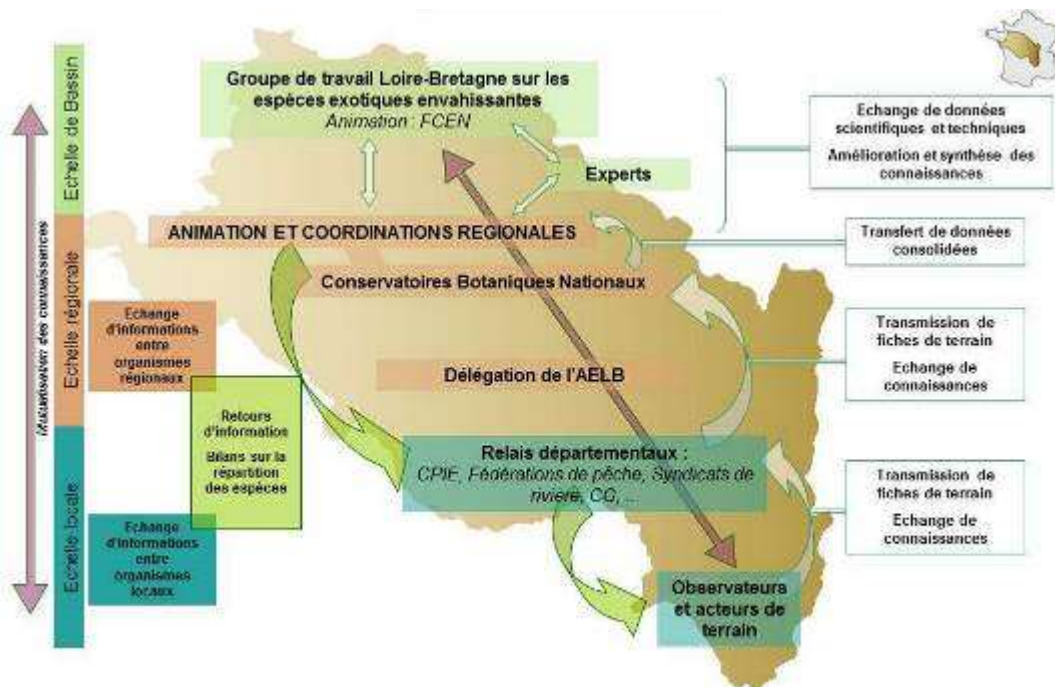 Groupe de travail Loire-Bretagne sur les
espèces exotiques envahissantes
Animation : FCEN
Experts
ANIMATION ET COORDINATIONS REGIONALES
Conservatoires Botaniques Nationaux
Délégation de l'AELB
Relais départementaux :
CPIE, Fédérations de pêche, Syndicats de
rivière, CG, ...
Observateurs
et acteurs de
terrain
Mutualisation des connaissances
Echelle de Bassin
Echelle régionale
Echelle locale
Echange
d'informations
entre
organismes
régionaux
Retours
d'information
Bilans sur la
répartition
des espèces
Echange
d'informations
entre
organismes
locaux
Echange de données
scientifiques et techniques
Amélioration et synthèse des
connaissances
Transfert de données
consolidées
Transmission de
fiches de terrain
Echange de
connaissances
Transmission de
fiches de terrain
Echange de
connaissances